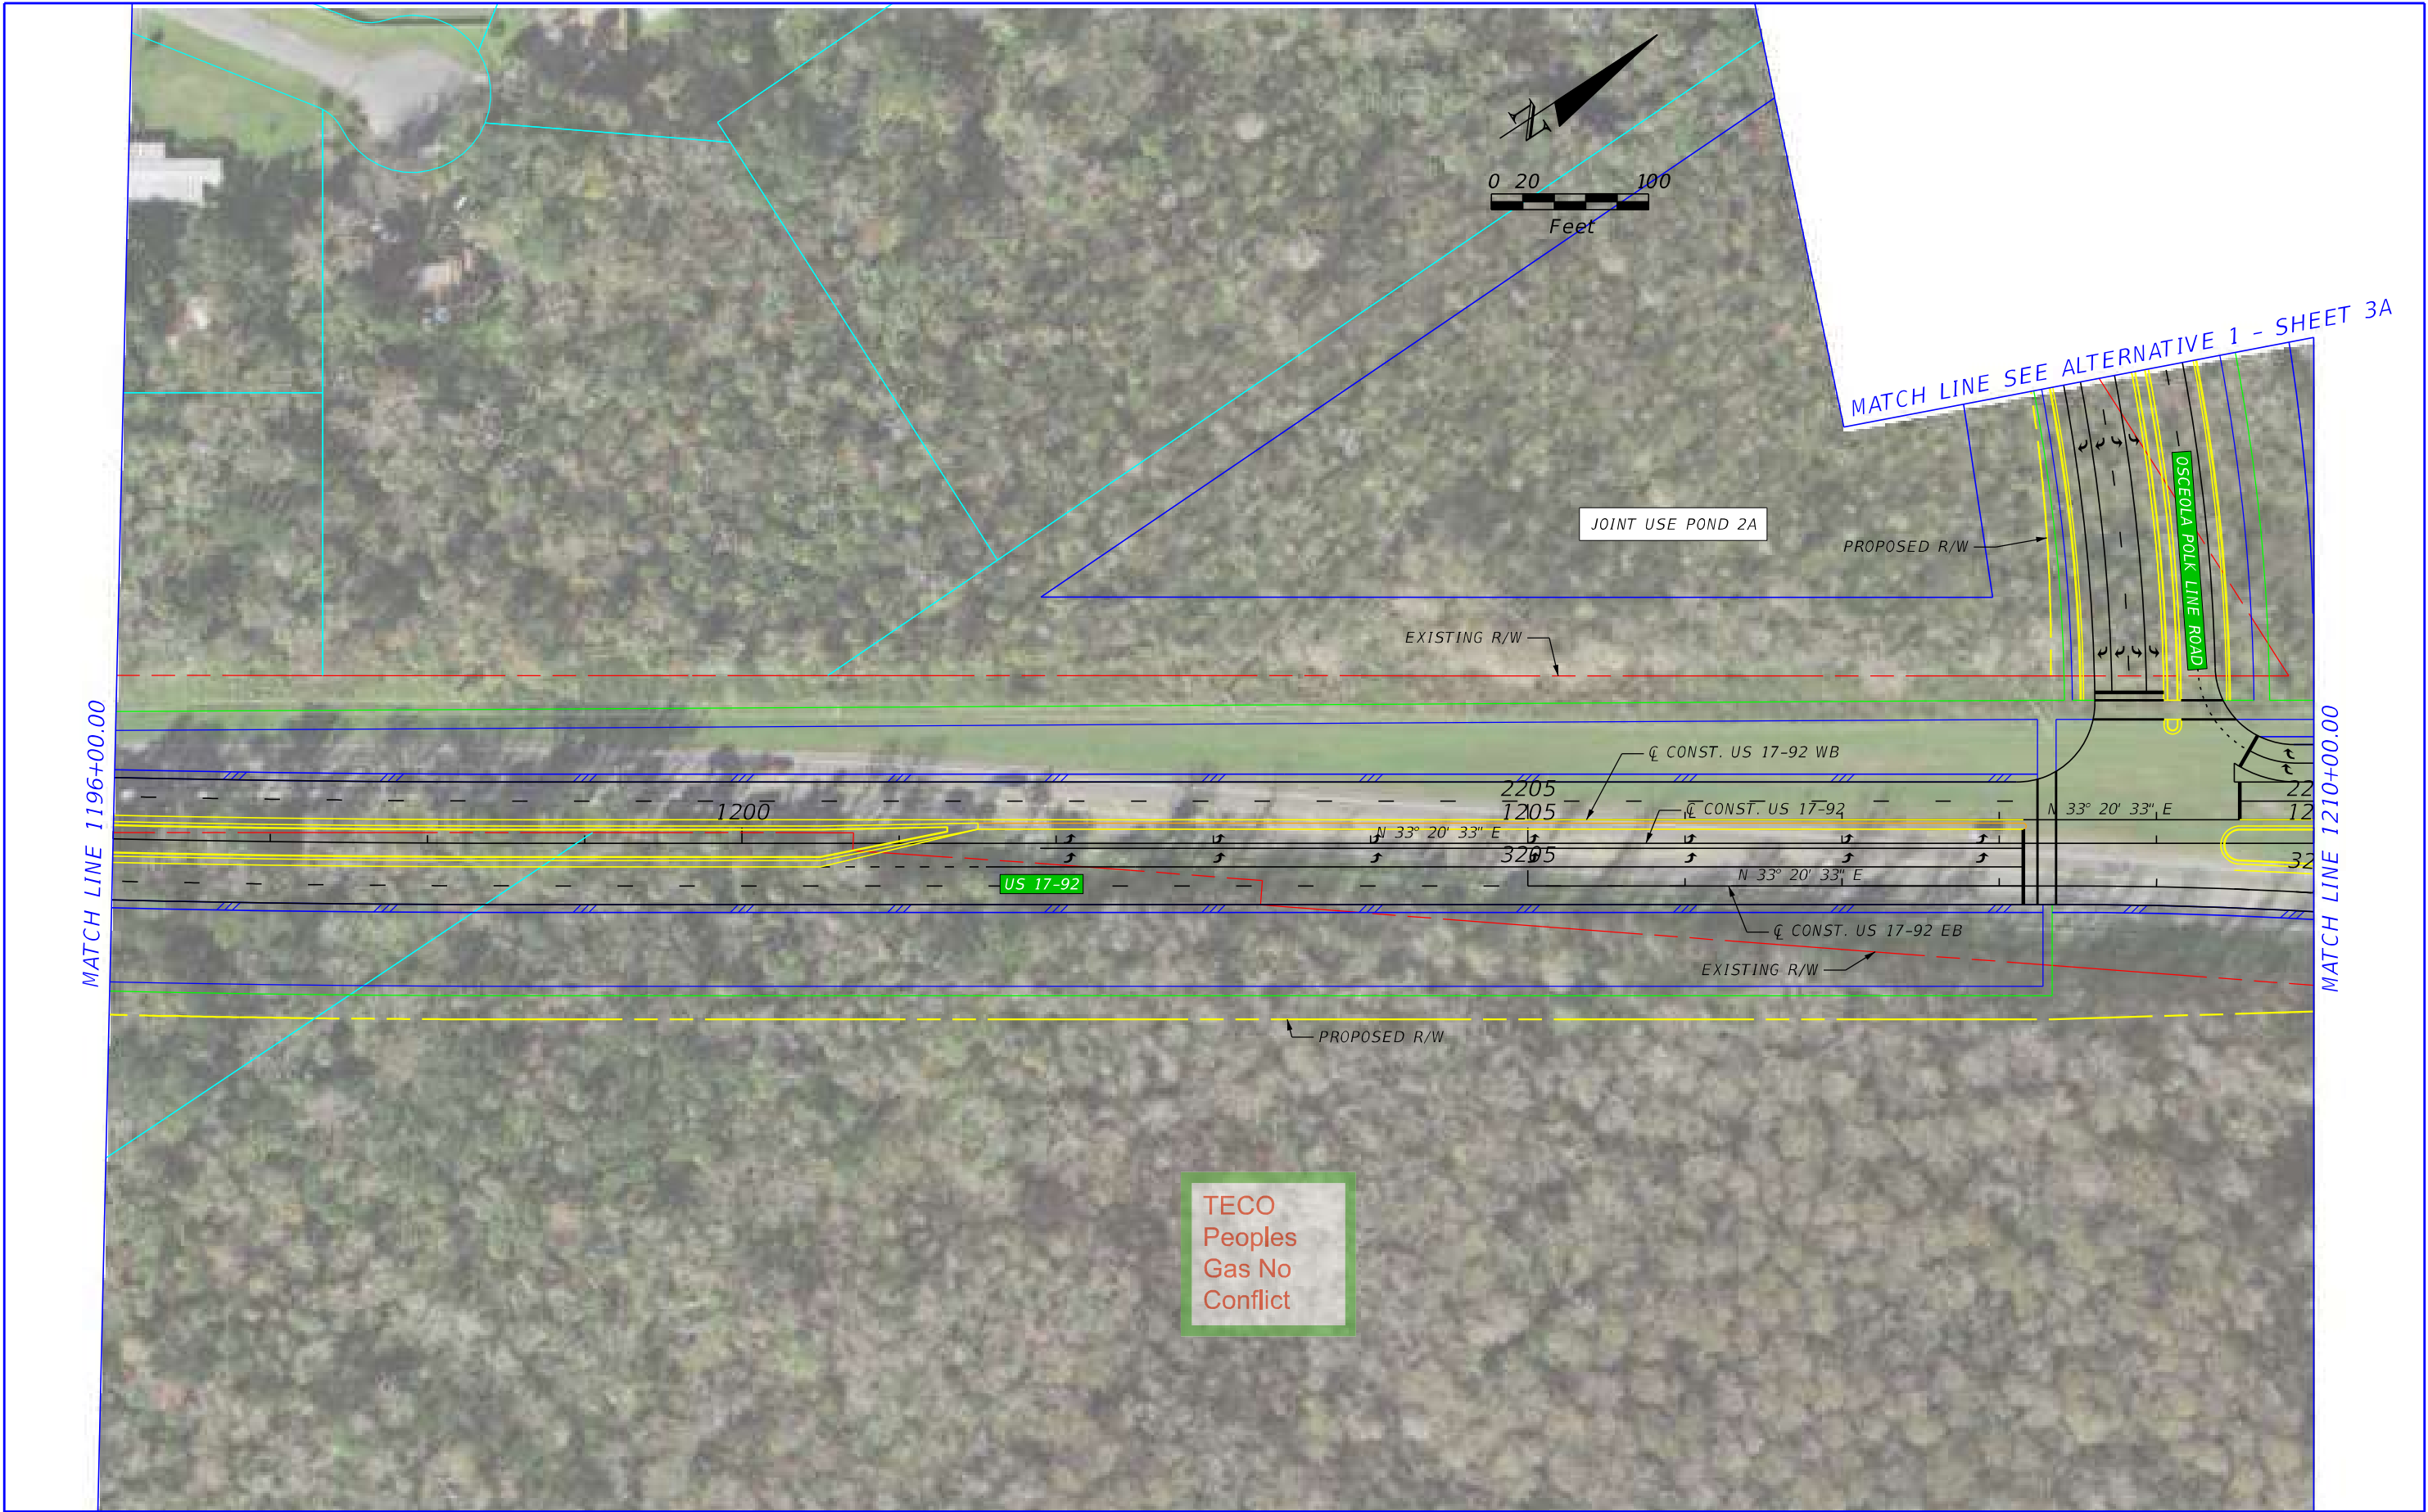 N
0 20 100
Feet
MATCH LINE SEE ALTERNATIVE 1 - SHEET 3A
JOINT USE POND 2A
PROPOSED R/W
OSCEOLA POLK LINE ROAD
EXISTING R/W
MATCH LINE 1196+00.00
MATCH LINE 1210+00.00
℄ CONST. US 17-92 WB
2205
22
1200
1205
℄ CONST. US 17-92
N 33° 20' 33" E
12
N 33° 20' 33" E
3205
32
N 33° 20' 33" E
US 17-92
℄ CONST. US 17-92 EB
EXISTING R/W
PROPOSED R/W
TECO
Peoples
Gas No
Conflict